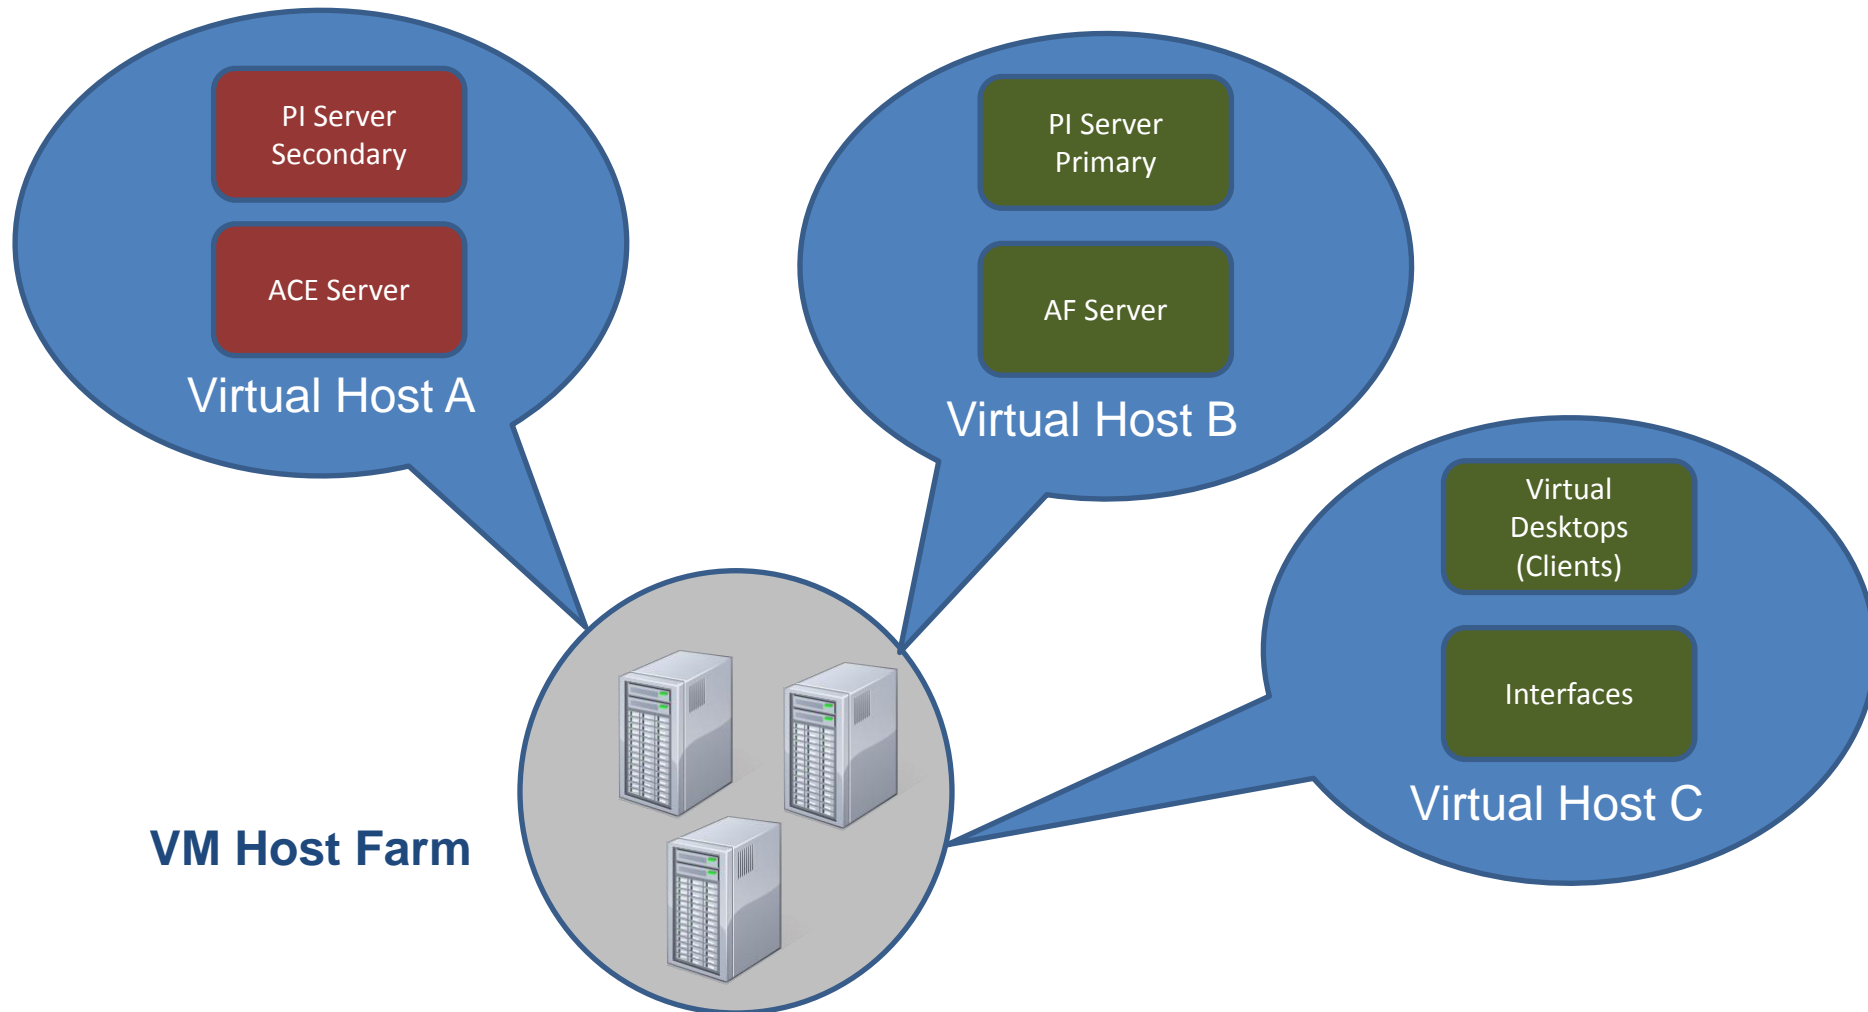 PI Server
Secondary
ACE Server
Virtual Host A
PI Server
Primary
AF Server
Virtual Host B
Virtual
Desktops
(Clients)
Interfaces
Virtual Host C
VM Host Farm